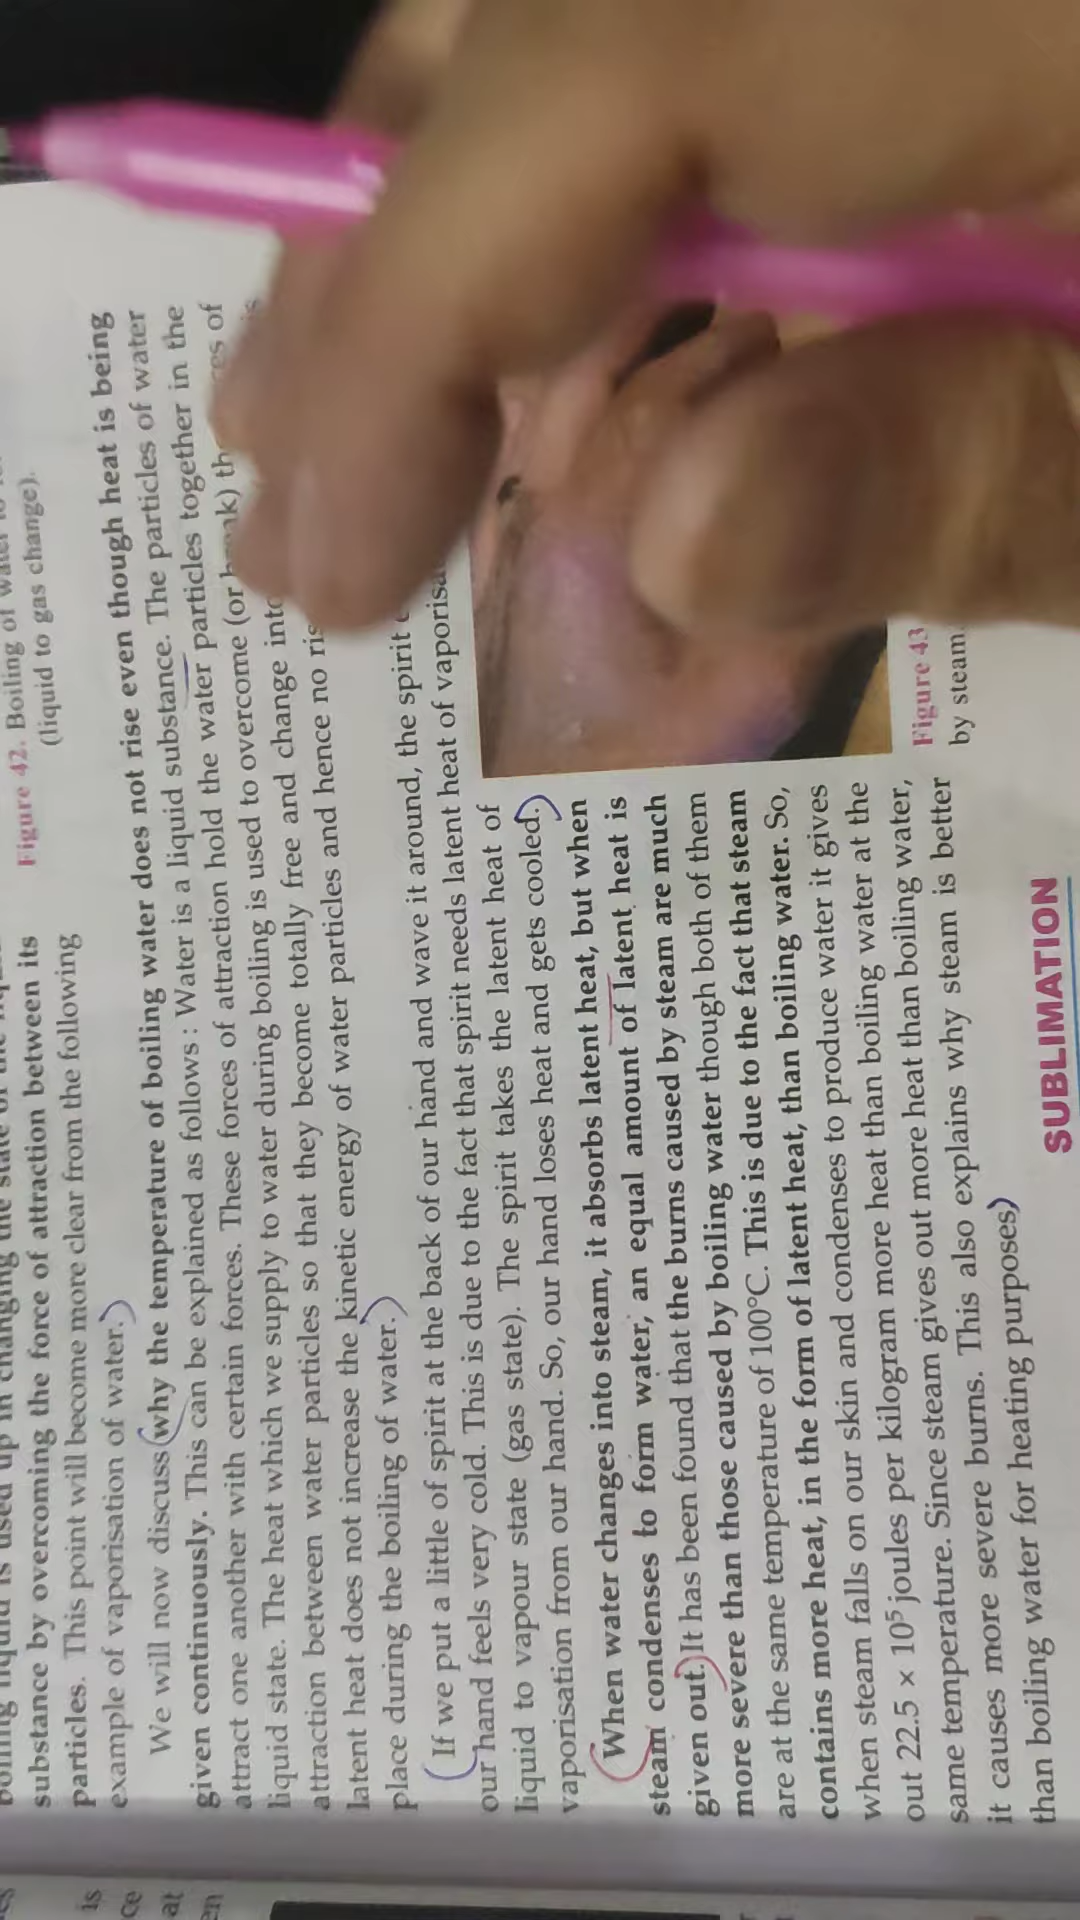 Figure 42. Boiling of water to
(liquid to gas change).
substance by overcoming the force of attraction between its
particles. This point will become more clear from the following
example of vaporisation of water.)
We will now discuss (why the temperature of boiling water does not rise even though heat is being
given continuously. This can be explained as follows : Water is a liquid substance. The particles of water
attract one another with certain forces. These forces of attraction hold the water particles together in the
liquid state. The heat which we supply to water during boiling is used to overcome (or break) of
attraction between water particles so that they become totally free and change
latent heat does not increase the kinetic energy of water particles and hence no
place during the boiling of water.)
(If we put a little of spirit at the back of our hand and wave it around, the spirit
our hand feels very cold. This is due to the fact that spirit needs latent heat of
liquid to vapour state (gas state). The spirit takes the latent heat of
vaporisation from our hand. So, our hand loses heat and gets cooled.)
(When water changes into steam, it absorbs latent heat, but when
steam condenses to form water, an equal amount of latent heat is
given out.) It has been found that the burns caused by steam are much
more severe than those caused by boiling water though both of them
are at the same temperature of 100°C. This is due to the fact that steam
contains more heat, in the form of latent heat, than boiling water. So,
when steam falls on our skin and condenses to produce water it gives
out 22.5 × 10⁵ joules per kilogram more heat than boiling water at the
same temperature. Since steam gives out more heat than boiling water,
it causes more severe burns. This also explains why steam is better
than boiling water for heating purposes)
Figure 43
by steam.
SUBLIMATION
is
ce
at
en